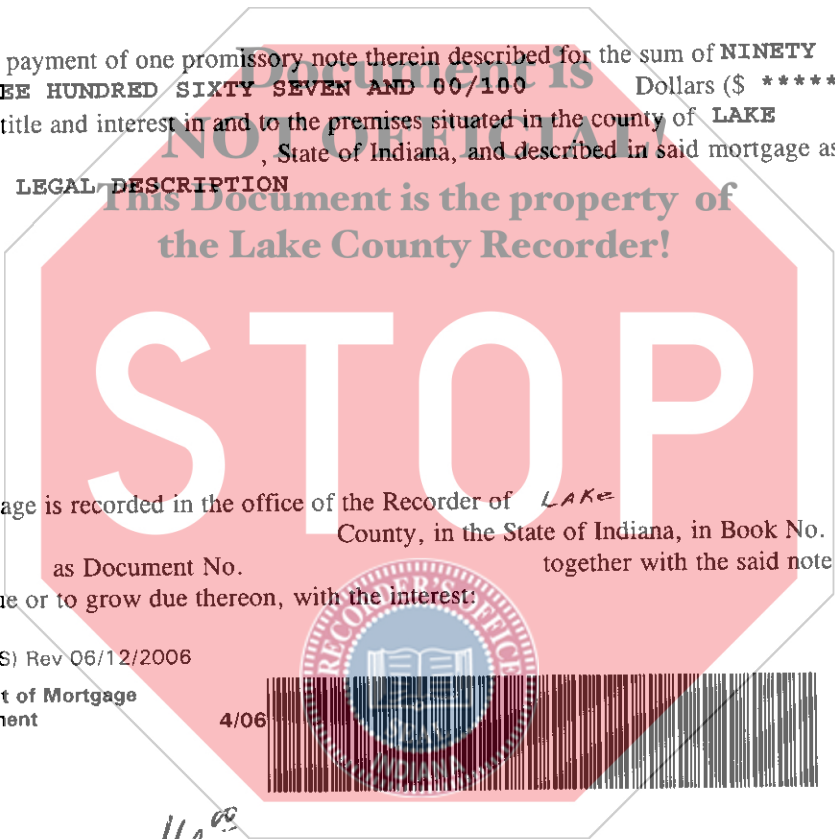 payment of one promissory note therein described for the sum of NINETY
EE HUNDRED SIXTY SEVEN AND 00/100 Dollars ($ *****
title and interest in and to the premises situated in the county of LAKE
, State of Indiana, and described in said mortgage as
LEGAL DESCRIPTION
Document is
NOT OFFICIAL!
This Document is the property of
the Lake County Recorder!
STOP
age is recorded in the office of the Recorder of LAKe
County, in the State of Indiana, in Book No.
as Document No. together with the said note
ue or to grow due thereon, with the interest:
S) Rev 06/12/2006
t of Mortgage
ment 4/06
RECORDER'S OFFICE
SEAL
INDIANA